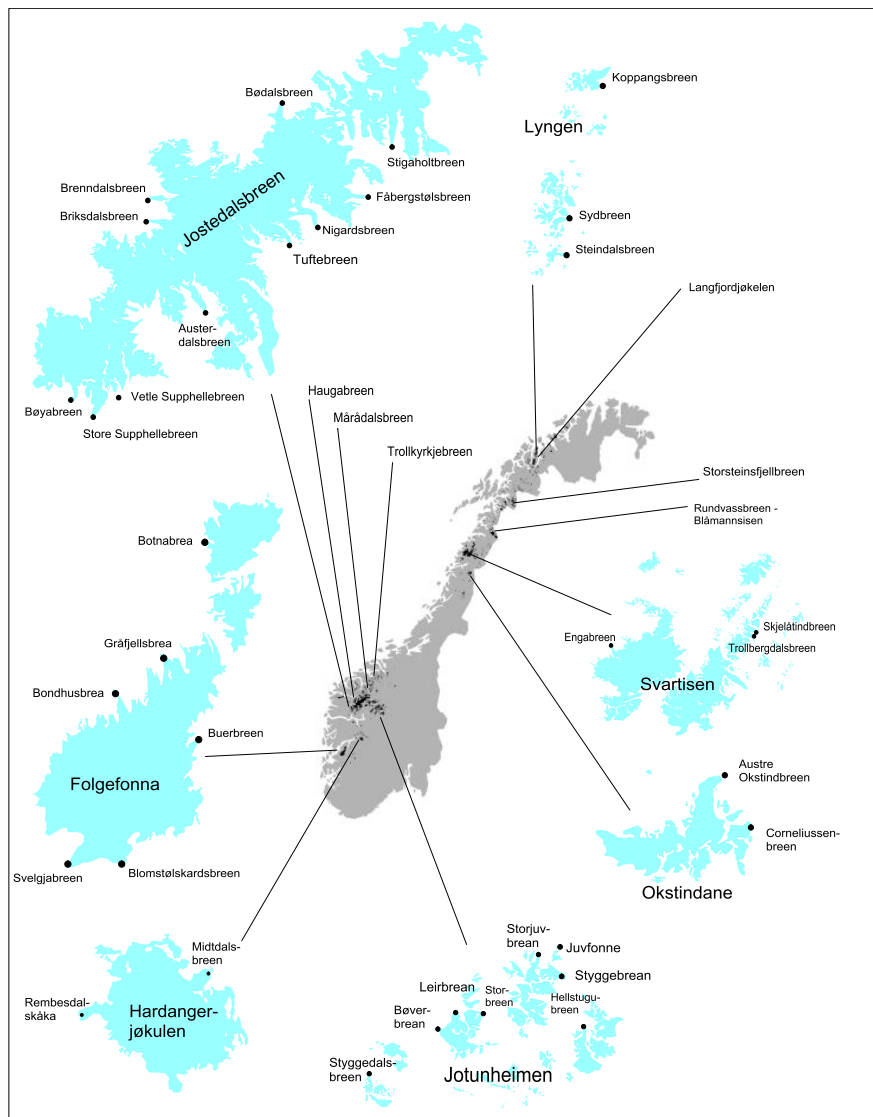 Bødalsbreen
Koppangsbreen
Lyngen
Stigaholtbreen
Brenndalsbreen
Fåbergstølsbreen
Jostedalsbreen
Briksdalsbreen
Nigardsbreen
Sydbreen
Tuftebreen
Steindalsbreen
Langfjordjøkelen
Auster-
dalsbreen
Haugabreen
Vetle Supphellebreen
Bøyabreen
Mårådalsbreen
Store Supphellebreen
Trollkyrkjebreen
Storsteinsfjellbreen
Rundvassbreen -
Blåmannsisen
Botnabrea
Gråfjellsbrea
Engabreen
Skjelåtindbreen
Trollbergdalsbreen
Svartisen
Bondhusbrea
Buerbreen
Folgefonna
Austre
Okstindbreen
Corneliussen-
breen
Svelgjabreen
Blomstølskardsbreen
Okstindane
Midtdals-
breen
Storjuv-
brean
Juvfonne
Styggebrean
Leirbrean
Stor-
breen
Hellstugu-
breen
Rembesdal-
skåka
Hardanger-
jøkulen
Bøver-
brean
Styggedals-
breen
Jotunheimen